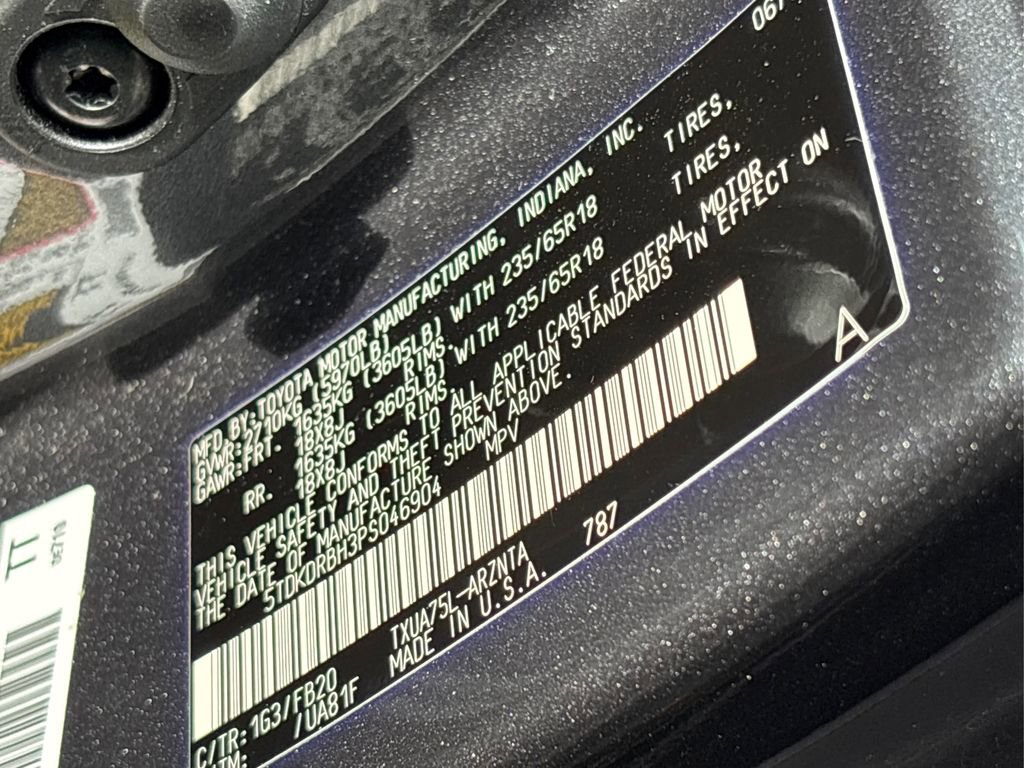 067
MFD.BY:TOYOTA MOTOR MANUFACTURING, INDIANA, INC.
GVWR:2710KG (5970LB)
GAWR:FRT. 1635KG (3605LB) WITH 235/65R18 TIRES,
18X8J RIMS.
RR. 1635KG (3605LB) WITH 235/65R18 TIRES,
18X8J RIMS.
THIS VEHICLE CONFORMS TO ALL APPLICABLE FEDERAL MOTOR
VEHICLE SAFETY AND THEFT PREVENTION STANDARDS IN EFFECT ON
THE DATE OF MANUFACTURE SHOWN ABOVE.
5TDKDRBH3PS046904 MPV
A
C/TR:1G3/FB20 TXUA75L-ARZNTA 787
/UA81F MADE IN U.S.A.
TT